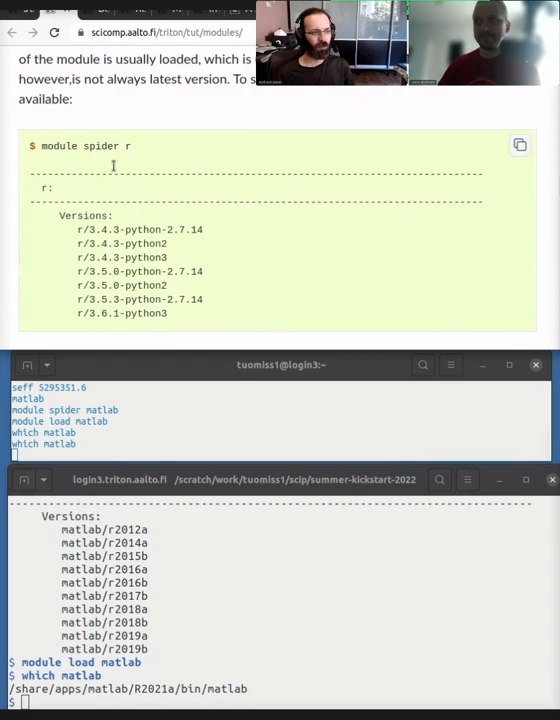 scicomp.aalto.fi/triton/tut/modules/
of the module is usually loaded, which is
however,is not always latest version. To s
available:
$ module spider r
--------------------------------------------------------------------------------
r:
--------------------------------------------------------------------------------
Versions:
r/3.4.3-python-2.7.14
r/3.4.3-python2
r/3.4.3-python3
r/3.5.0-python-2.7.14
r/3.5.0-python2
r/3.5.3-python-2.7.14
r/3.6.1-python3
tuomiss1@login3:~
seff 5295351.6
matlab
module spider matlab
module load matlab
which matlab
which matlab
login3.triton.aalto.fi /scratch/work/tuomiss1/scip/summer-kickstart-2022
--------------------------------------------------------------------------------
Versions:
matlab/r2012a
matlab/r2014a
matlab/r2015b
matlab/r2016a
matlab/r2016b
matlab/r2017b
matlab/r2018a
matlab/r2018b
matlab/r2019a
matlab/r2019b
$ module load matlab
$ which matlab
/share/apps/matlab/R2021a/bin/matlab
$